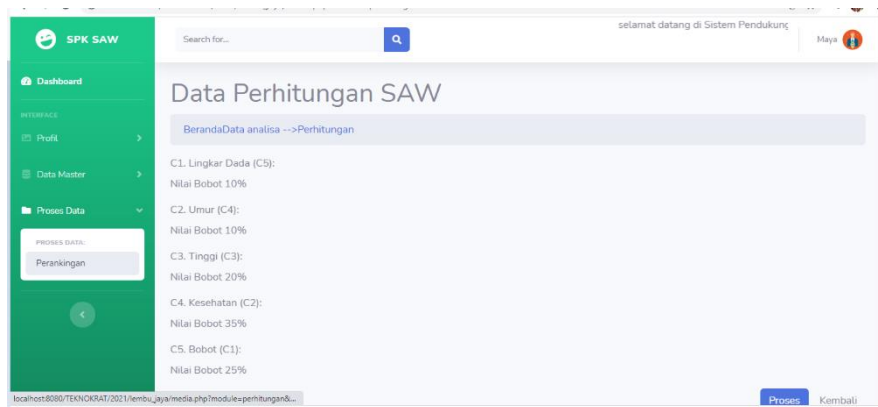 SPK SAW
Search for...
selamat datang di Sistem Pendukung
Maya
Dashboard
Data Perhitungan SAW
INTERFACE
BerandaData analisa -->Perhitungan
Profil
C1. Lingkar Dada (C5):
Nilai Bobot 10%
Data Master
C2. Umur (C4):
Nilai Bobot 10%
Proses Data
PROSES DATA:
Perankingan
C3. Tinggi (C3):
Nilai Bobot 20%
C4. Kesehatan (C2):
Nilai Bobot 35%
C5. Bobot (C1):
Nilai Bobot 25%
localhost:8080/TEKNOKRAT/2021/lembu_jaya/media.php?module=perhitungan&...
Proses Kembali